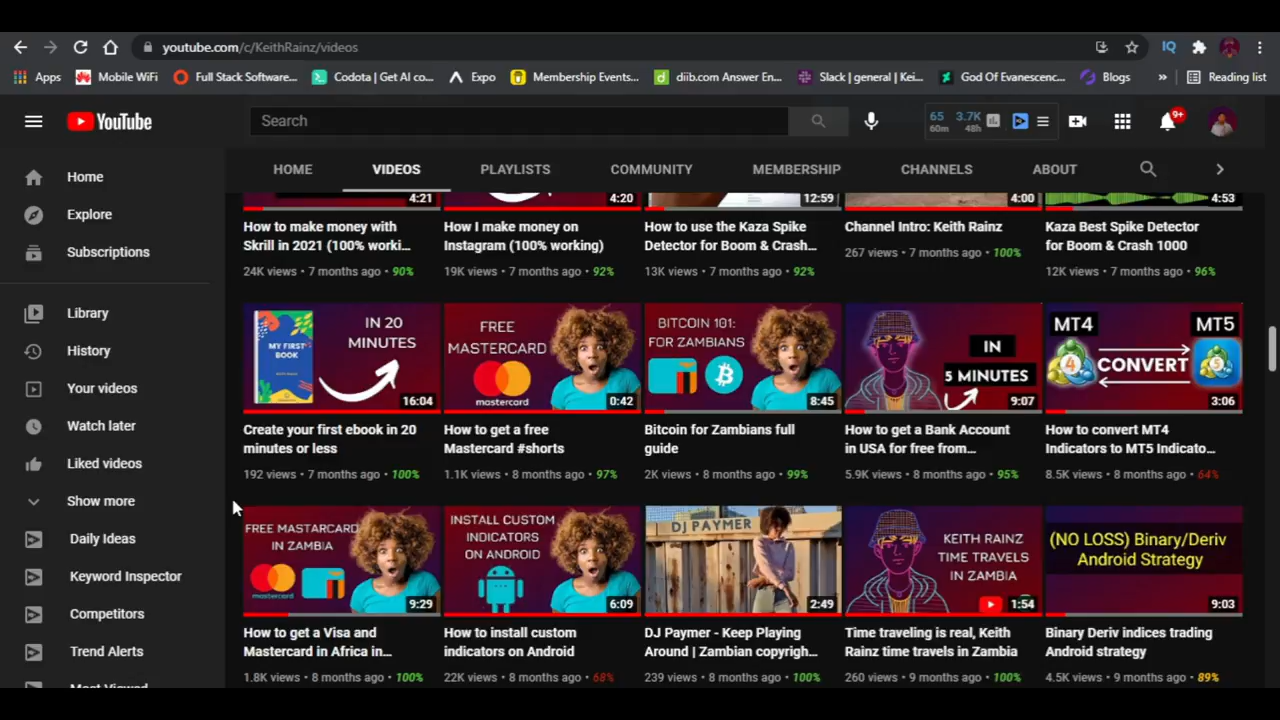 youtube.com/c/KeithRainz/videos
IQ
Apps
Mobile WiFi
Full Stack Software...
Codota | Get AI co...
Expo
Membership Events...
diib.com Answer En...
Slack | general | Kei...
God Of Evanescenc...
Blogs
»
Reading list
YouTube
Search
65
60m
3.7K
48h
9+
HOME
VIDEOS
PLAYLISTS
COMMUNITY
MEMBERSHIP
CHANNELS
ABOUT
Home
Explore
Subscriptions
Library
History
Your videos
Watch later
Liked videos
Show more
Daily Ideas
Keyword Inspector
Competitors
Trend Alerts
Most Viewed
4:21
How to make money with
Skrill in 2021 (100% worki...
24K views • 7 months ago • 90%
4:20
How I make money on
Instagram (100% working)
19K views • 7 months ago • 92%
12:59
How to use the Kaza Spike
Detector for Boom & Crash...
13K views • 7 months ago • 92%
4:00
Channel Intro: Keith Rainz
267 views • 7 months ago • 100%
4:53
Kaza Best Spike Detector
for Boom & Crash 1000
12K views • 7 months ago • 96%
MY FIRST
BOOK
IN 20
MINUTES
16:04
Create your first ebook in 20
minutes or less
192 views • 7 months ago • 100%
FREE
MASTERCARD
mastercard
0:42
How to get a free
Mastercard #shorts
1.1K views • 8 months ago • 97%
BITCOIN 101:
FOR ZAMBIANS
8:45
Bitcoin for Zambians full
guide
2K views • 8 months ago • 99%
IN
5 MINUTES
9:07
How to get a Bank Account
in USA for free from...
5.9K views • 8 months ago • 95%
MT4
MT5
4
CONVERT
5
3:06
How to convert MT4
Indicators to MT5 Indicato...
8.5K views • 8 months ago • 64%
FREE MASTARCARD
IN ZAMBIA
mastercard
9:29
How to get a Visa and
Mastercard in Africa in...
1.8K views • 8 months ago • 100%
INSTALL CUSTOM
INDICATORS
ON ANDROID
6:09
How to install custom
indicators on Android
22K views • 8 months ago • 68%
DJ PAYMER
2:49
DJ Paymer - Keep Playing
Around | Zambian copyrigh...
239 views • 8 months ago • 100%
KEITH RAINZ
TIME TRAVELS
IN ZAMBIA
1:54
Time traveling is real, Keith
Rainz time travels in Zambia
260 views • 9 months ago • 100%
(NO LOSS) Binary/Deriv
Android Strategy
9:03
Binary Deriv indices trading
Android strategy
4.5K views • 9 months ago • 89%